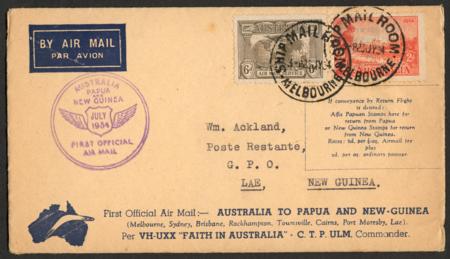 BY AIR MAIL
PAR AVION
AUSTRALIA
PAPUA
AND
NEW GUINEA
JULY
1934
FIRST OFFICIAL
AIR MAIL
SHIP MAIL ROOM
MELBOURNE
SHIP MAIL ROOM
MELBOURNE
Wm. Ackland,
Poste Restante,
G. P. O.
LAE, NEW GUINEA.
If conveyance by Return Flight
is desired:
Affix Papuan Stamps here for
return from Papua
or New Guinea Stamps for return
from New Guinea.
First Official Air Mail:— AUSTRALIA TO PAPUA AND NEW-GUINEA
(Melbourne, Sydney, Brisbane, Rockhampton, Townsville, Cairns, Port Moresby, Lae).
Per VH-UXX "FAITH IN AUSTRALIA" - C. T. P. ULM, Commander.